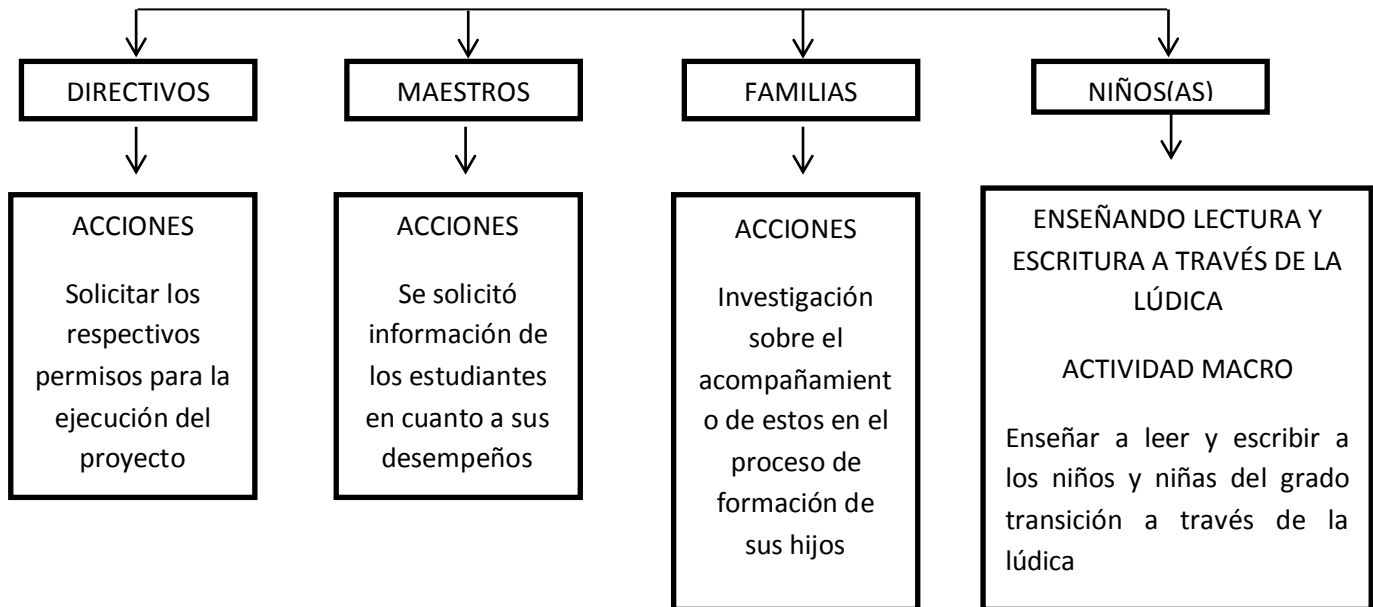 DIRECTIVOS
MAESTROS
FAMILIAS
NIÑOS(AS)
ACCIONES
Solicitar los
respectivos
permisos para la
ejecución del
proyecto
ACCIONES
Se solicitó
información de
los estudiantes
en cuanto a sus
desempeños
ACCIONES
Investigación
sobre el
acompañamient
o de estos en el
proceso de
formación de
sus hijos
ENSEÑANDO LECTURA Y
ESCRITURA A TRAVÉS DE LA
LÚDICA
ACTIVIDAD MACRO
Enseñar a leer y escribir a
los niños y niñas del grado
transición a través de la
lúdica